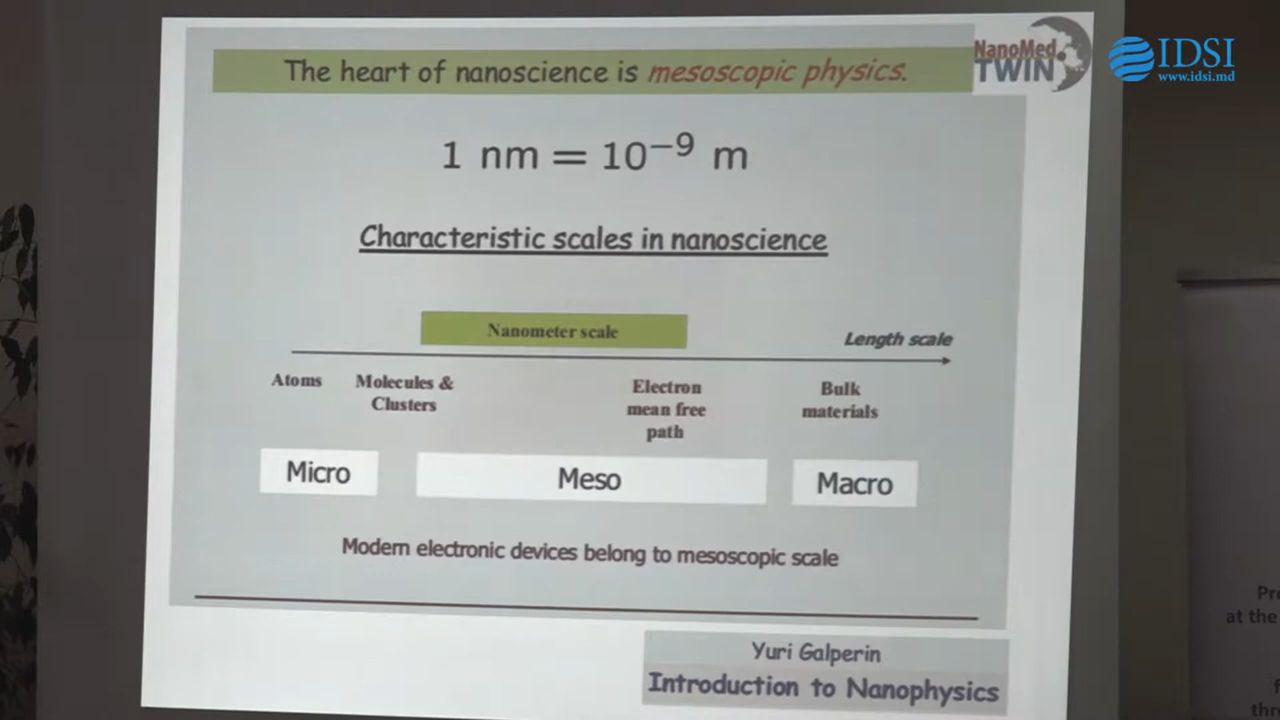 The heart of nanoscience is mesoscopic physics.
NanoMed
TWIN
IDSI
www.idsi.md
1 nm = 10⁻⁹ m
Characteristic scales in nanoscience
Nanometer scale
Length scale
Atoms
Molecules &
Clusters
Electron
mean free
path
Bulk
materials
Micro
Meso
Macro
Modern electronic devices belong to mesoscopic scale
Yuri Galperin
Introduction to Nanophysics
at the